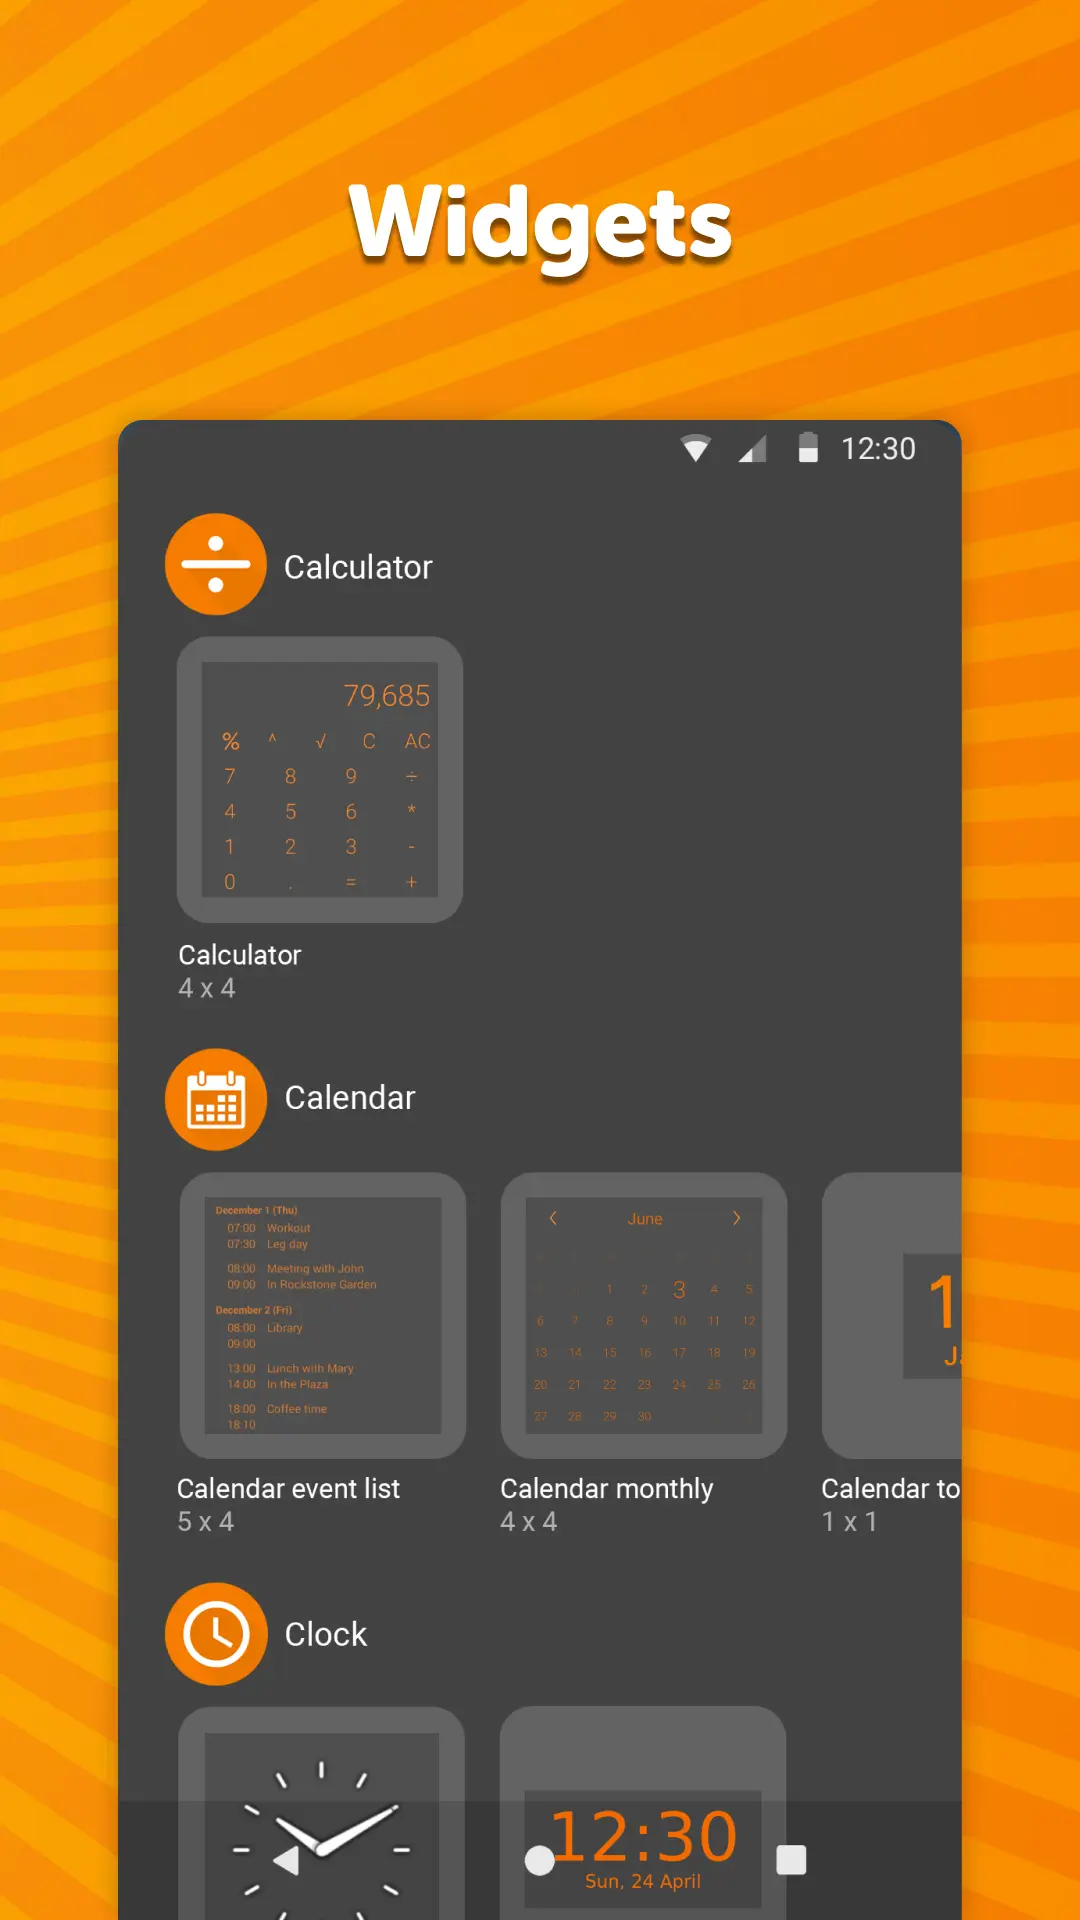 Widgets
12:30
Calculator
79,685
% ^ √ C AC
7 8 9 ÷
4 5 6 *
1 2 3 -
0 . = +
Calculator
4 x 4
Calendar
December 1 (Thu)
07:00 Workout
07:30 Leg day
08:00 Meeting with John
09:00 In Rockstone Garden
December 2 (Fri)
08:00 Library
09:00
13:00 Lunch with Mary
14:00 In the Plaza
18:00 Coffee time
18:10
June
1 2 3 4 5
6 7 8 9 10 11 12
13 14 15 16 17 18 19
20 21 22 23 24 25 26
27 28 29 30
1
J
Calendar event list
5 x 4
Calendar monthly
4 x 4
Calendar to
1 x 1
Clock
12:30
Sun, 24 April